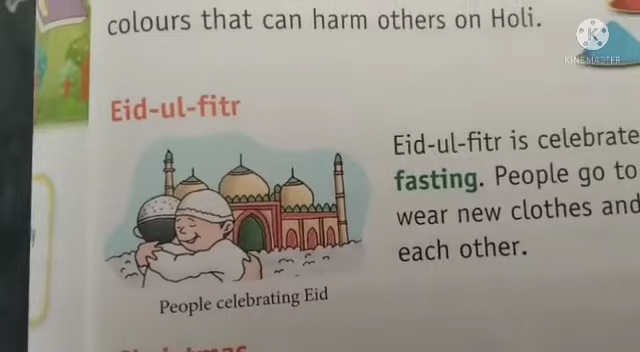 colours that can harm others on Holi.
KINEMASTER
Eid-ul-fitr
Eid-ul-fitr is celebrate
fasting. People go to
wear new clothes and
each other.
People celebrating Eid